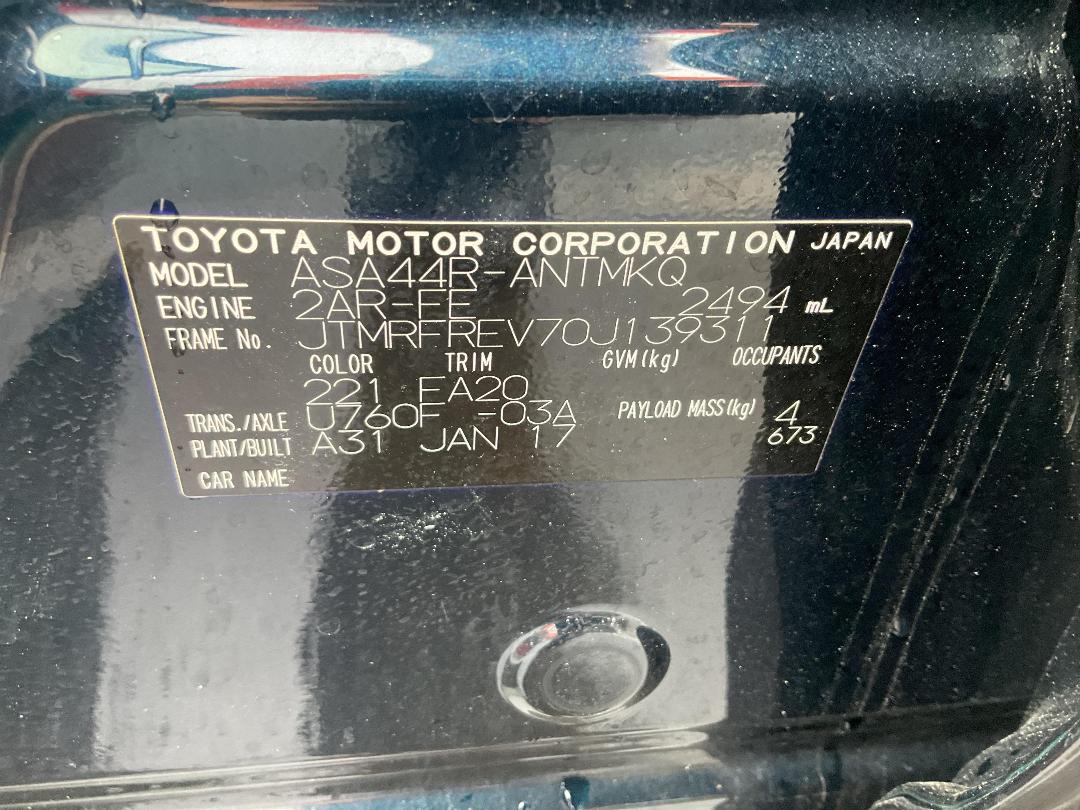 TOYOTA MOTOR CORPORATION JAPAN
MODEL ASA44R-ANTMKQ
ENGINE 2AR-FE 2494 mL
FRAME No. JTMRFREV70J139311
COLOR TRIM GVM(kg) OCCUPANTS
221 EA20
TRANS./AXLE U760F -03A PAYLOAD MASS(kg) 4
PLANT/BUILT A31 JAN 17 673
CAR NAME